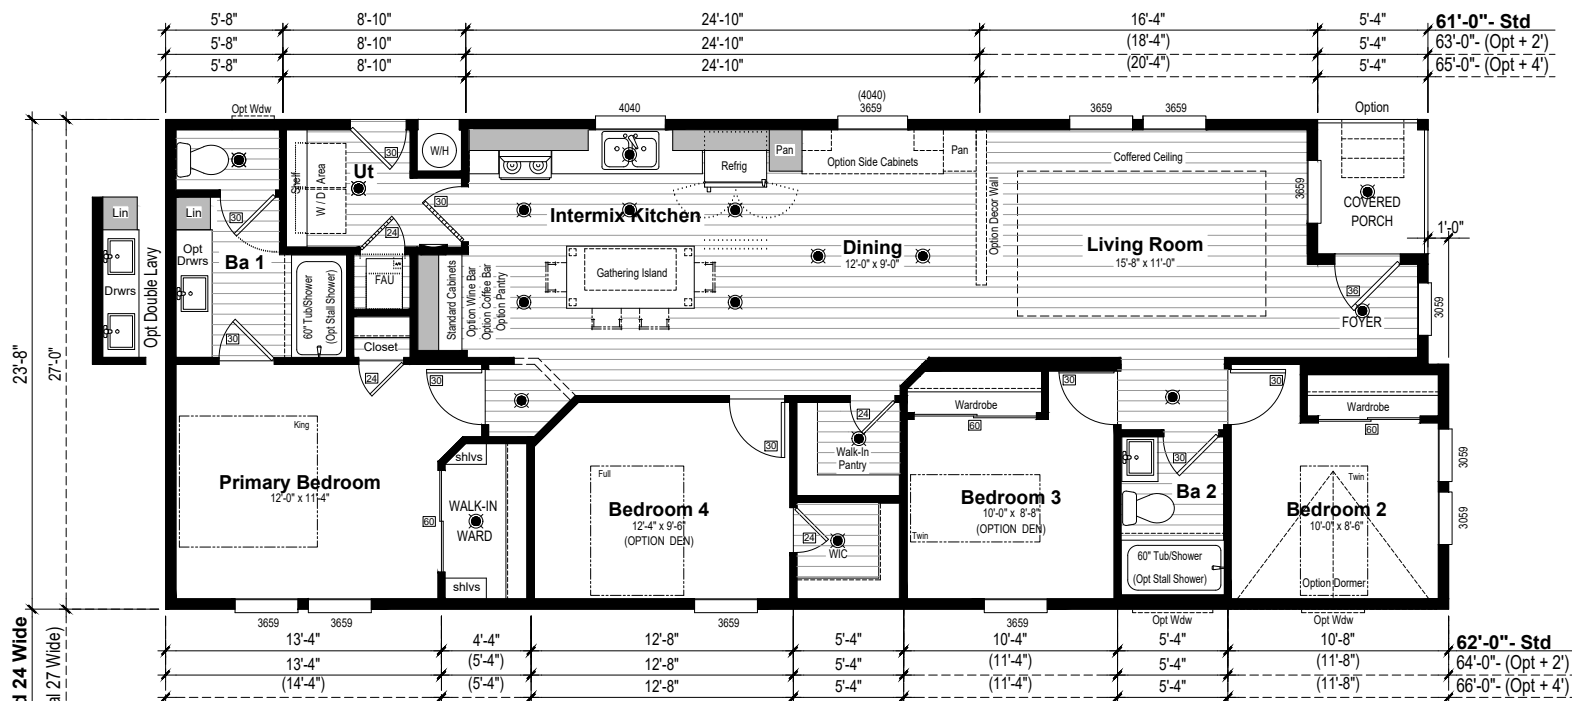 5'-8" 8'-10" 24'-10" 16'-4" 5'-4" 61'-0"- Std
5'-8" 8'-10" 24'-10" (18'-4") 5'-4" 63'-0"- (Opt + 2')
5'-8" 8'-10" 24'-10" (20'-4") 5'-4" 65'-0"- (Opt + 4')
Opt Wdw
4040
(4040)
3659
3659
3659
Option
30
W/H
Ut
Shelf
W / D Area
Refrig
Pan
Option Side Cabinets
Pan
Coffered Ceiling
3659
COVERED
PORCH
1'-0"
Lin
Lin
30
30
24
Intermix Kitchen
Option Decor Wall
Dining
12'-0" x 9'-0"
Living Room
15'-8" x 11'-0"
Opt
Drwrs
Ba 1
Drwrs
Opt Double Lavy
FAU
Gathering Island
Standard Cabinets
Option Wine Bar
Option Coffee Bar
Option Pantry
60" Tub/Shower
(Opt Stall Shower)
36
FOYER
3059
30
Closet
24
30
23'-8"
27'-0"
King
Primary Bedroom
12'-0" x 11'-4"
shlvs
60
WALK-IN
WARD
shlvs
Full
Bedroom 4
12'-4" x 9'-6"
(OPTION DEN)
30
24
Walk-In
Pantry
24
WIC
Wardrobe
60
30
Bedroom 3
10'-0" x 8'-8"
(OPTION DEN)
Twin
30
30
Ba 2
60" Tub/Shower
(Opt Stall Shower)
Wardrobe
60
Twin
Bedroom 2
10'-0" x 8'-6"
Option Dormer
3059
3059
3659
3659
3659
3659
Opt Wdw
Opt Wdw
13'-4" 4'-4" 12'-8" 5'-4" 10'-4" 5'-4" 10'-8" 62'-0"- Std
13'-4" (5'-4") 12'-8" 5'-4" (11'-4") 5'-4" (11'-8") 64'-0"- (Opt + 2')
(14'-4") (5'-4") 12'-8" 5'-4" (11'-4") 5'-4" (11'-8") 66'-0"- (Opt + 4')
24 Wide
27 Wide)